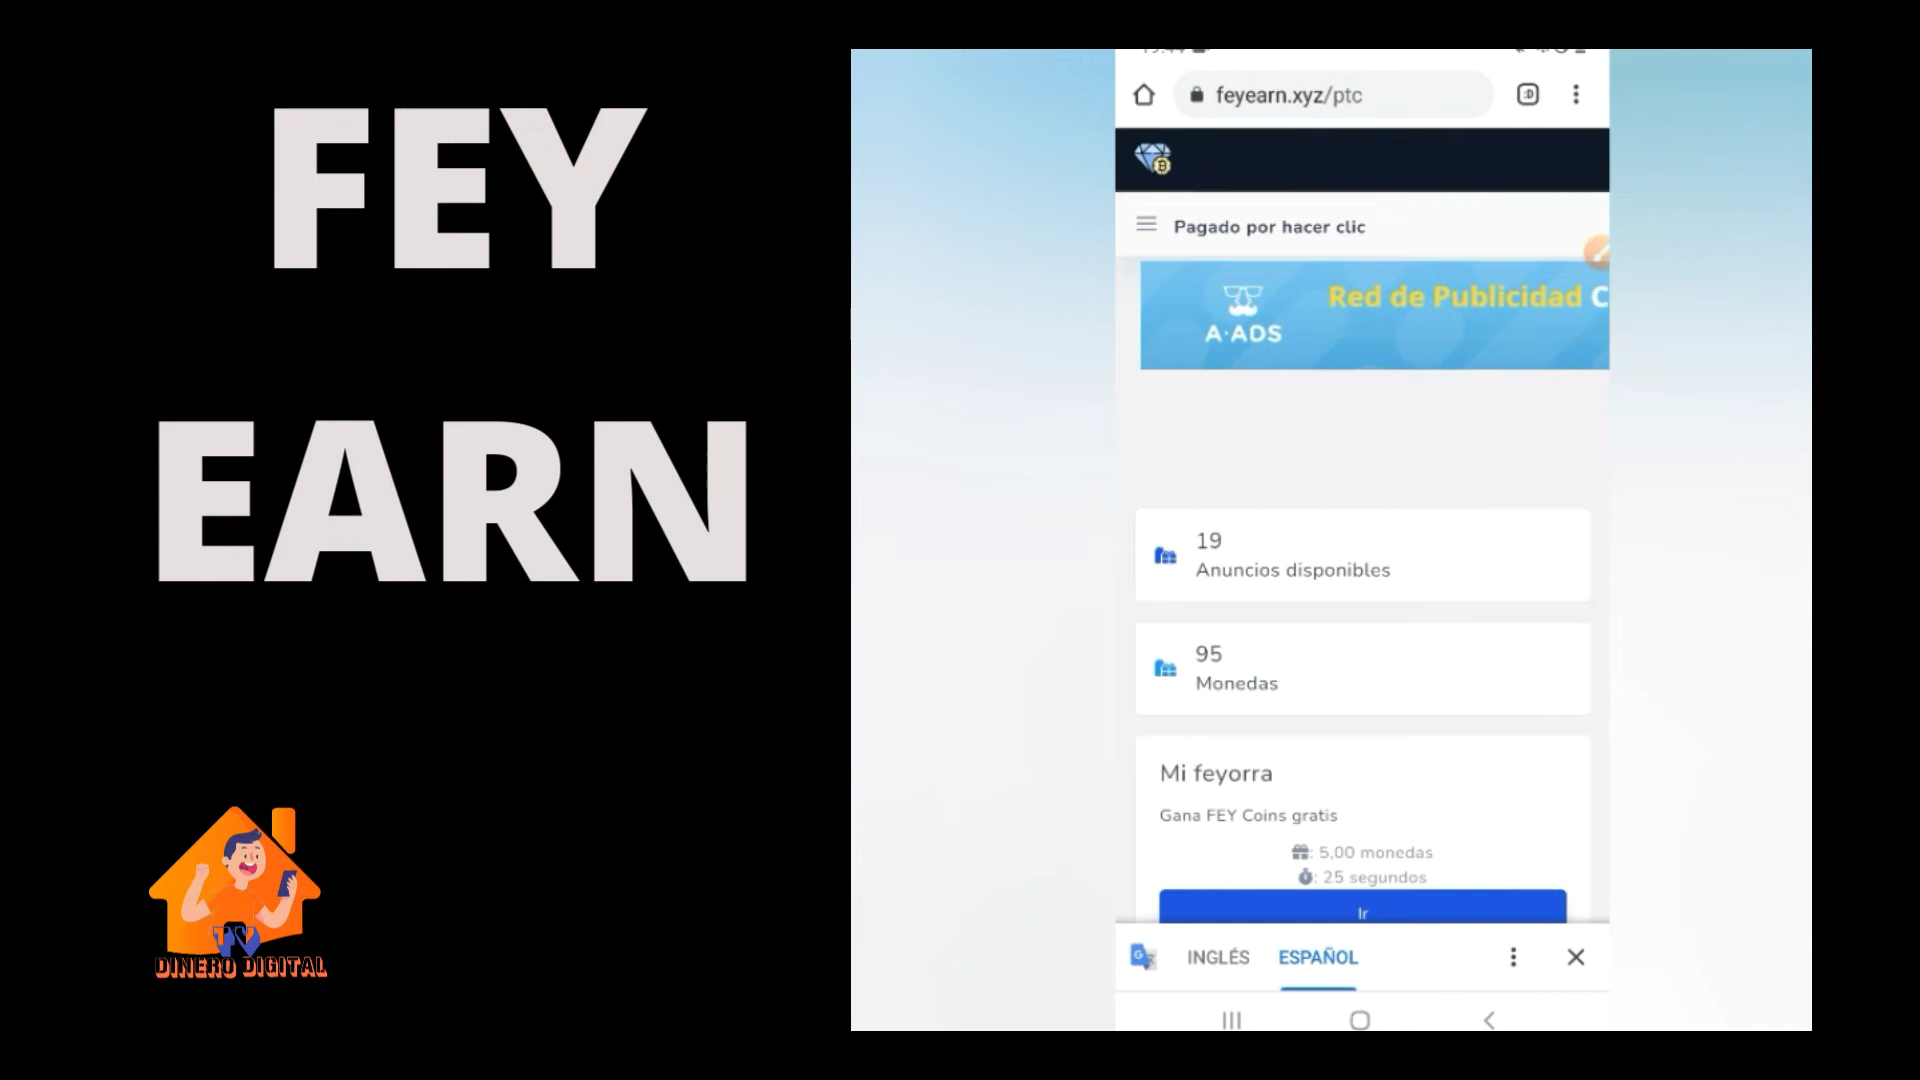 FEY
EARN
TV
DINERO DIGITAL
feyearn.xyz/ptc
:D
Pagado por hacer clic
A·ADS
Red de Publicidad C
19
Anuncios disponibles
95
Monedas
Mi feyorra
Gana FEY Coins gratis
: 5,00 monedas
: 25 segundos
Ir
INGLÉS
ESPAÑOL